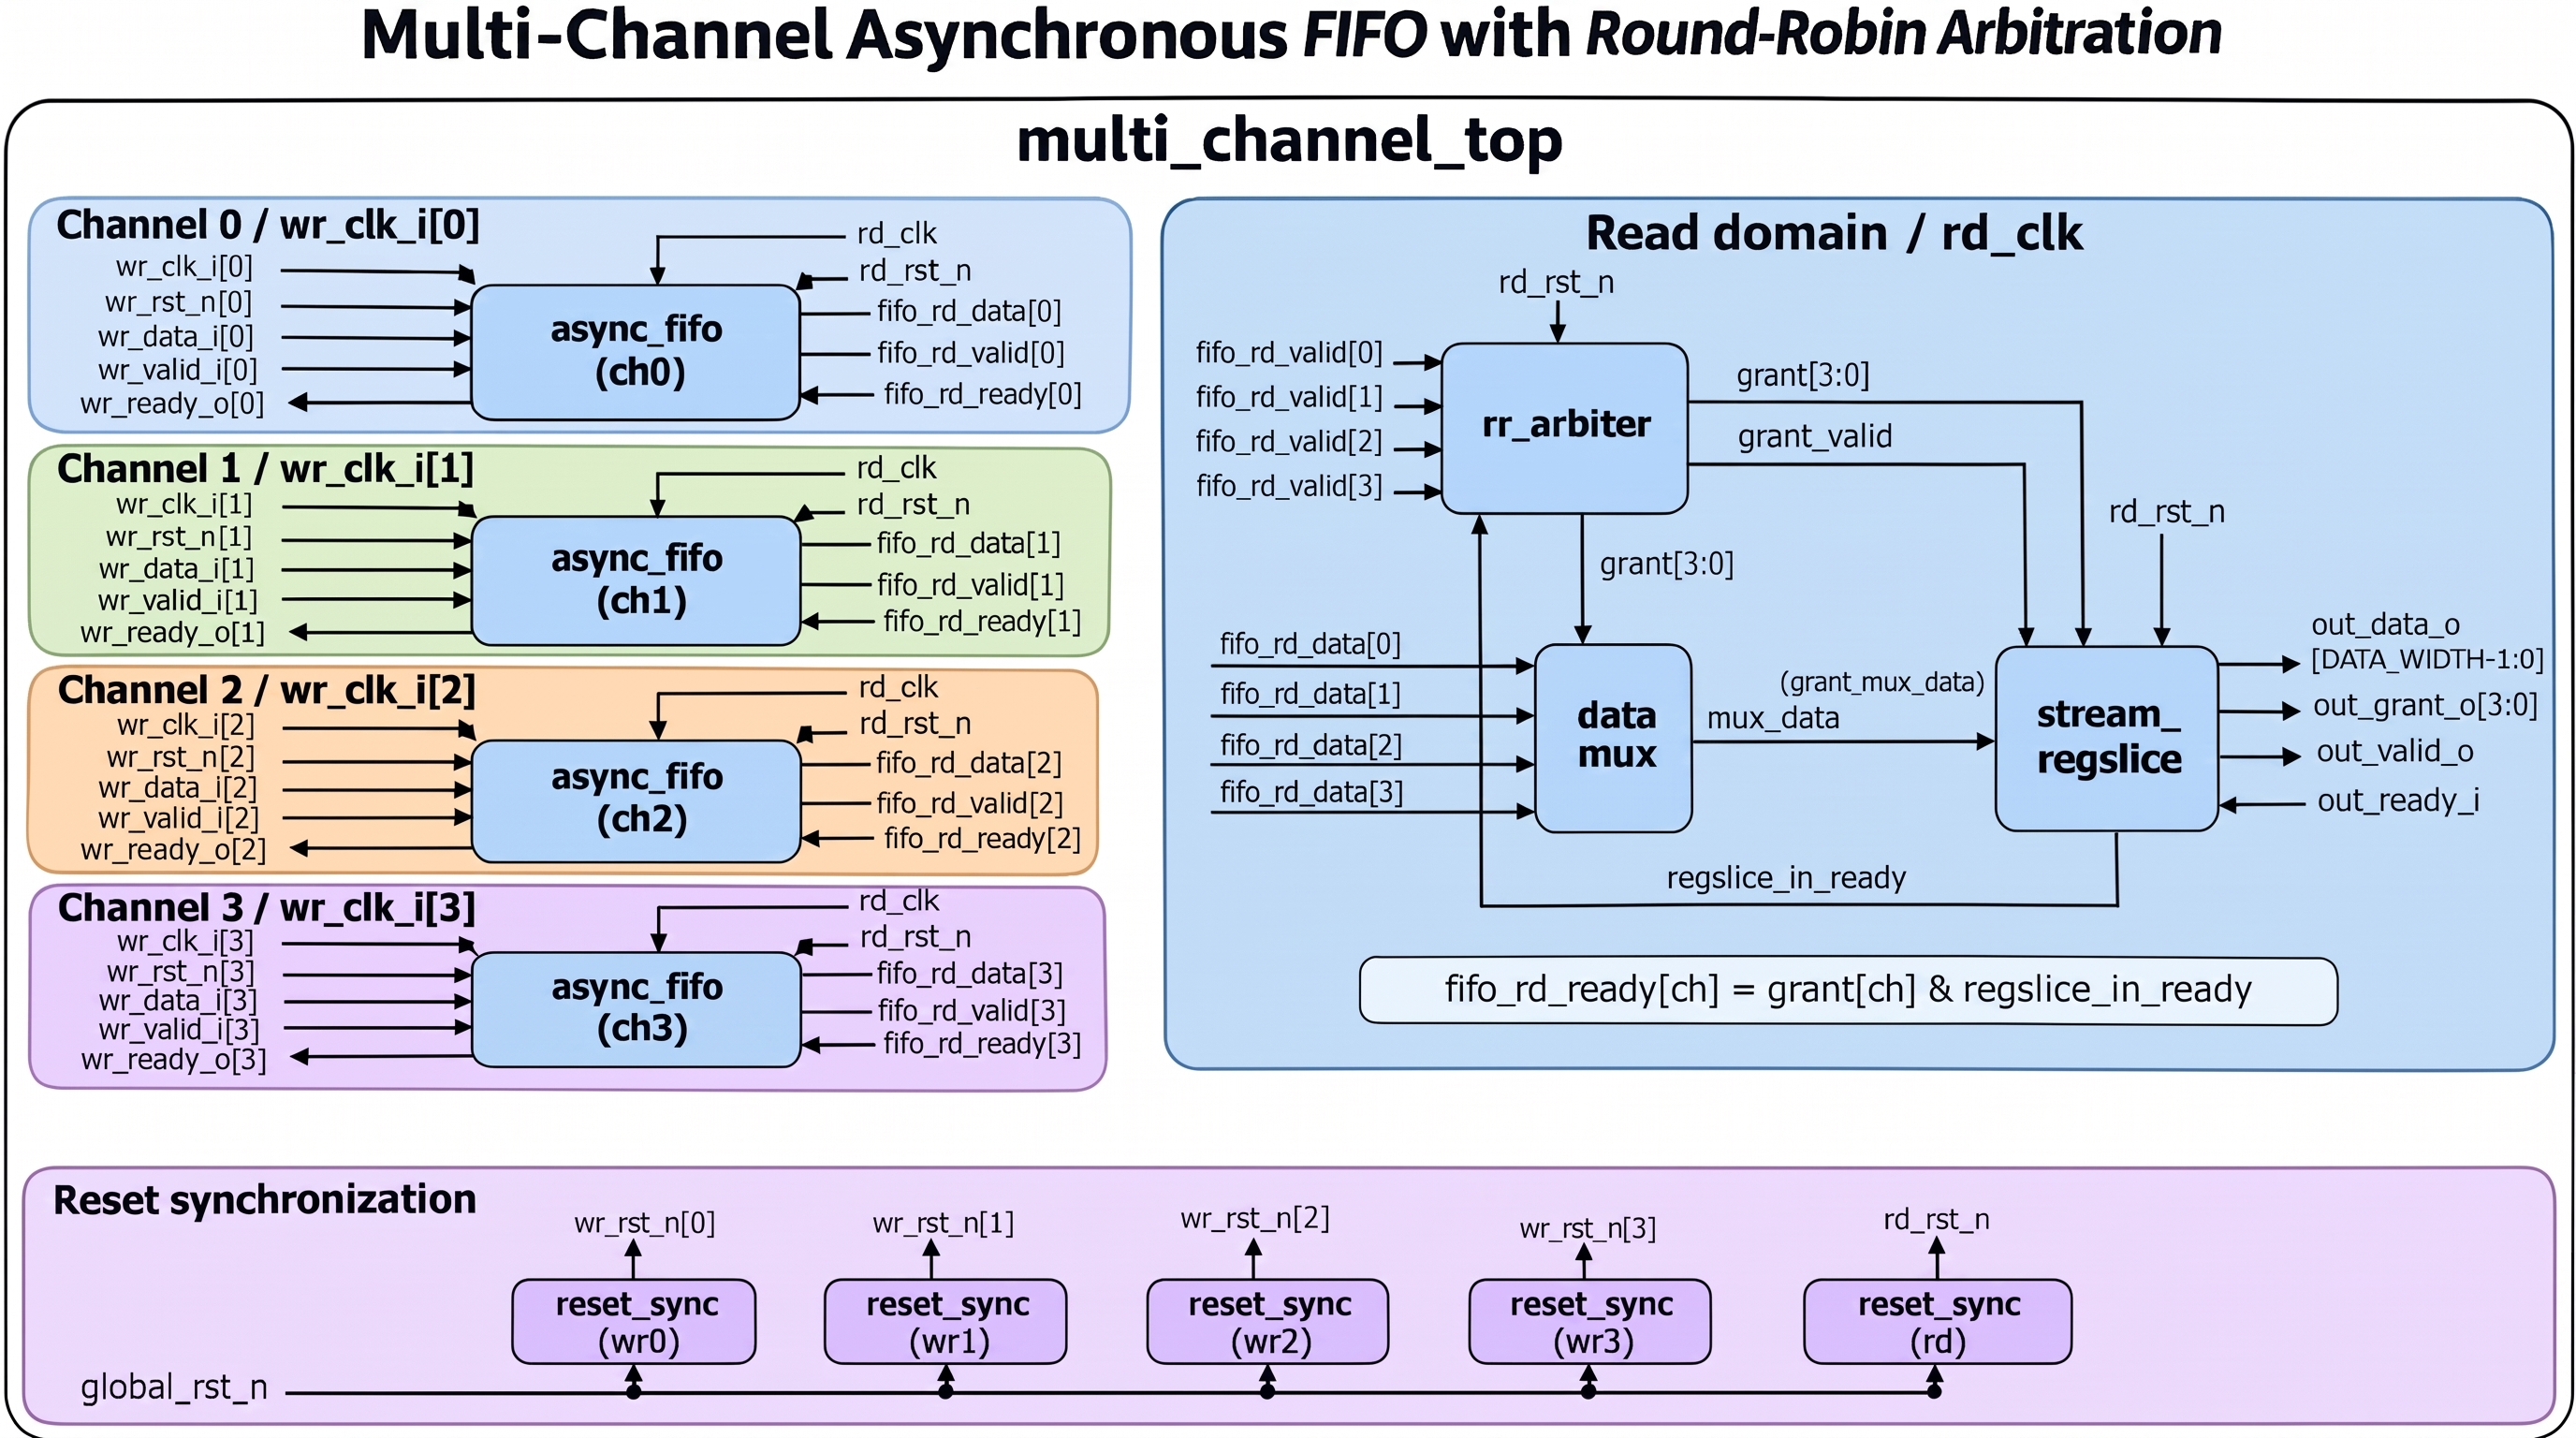 Multi-Channel Asynchronous FIFO with Round-Robin Arbitration
multi_channel_top
Channel 0 / wr_clk_i[0]
wr_clk_i[0]
wr_rst_n[0]
wr_data_i[0]
wr_valid_i[0]
wr_ready_o[0]
async_fifo
(ch0)
rd_clk
rd_rst_n
fifo_rd_data[0]
fifo_rd_valid[0]
fifo_rd_ready[0]
Channel 1 / wr_clk_i[1]
wr_clk_i[1]
wr_rst_n[1]
wr_data_i[1]
wr_valid_i[1]
wr_ready_o[1]
async_fifo
(ch1)
rd_clk
rd_rst_n
fifo_rd_data[1]
fifo_rd_valid[1]
fifo_rd_ready[1]
Channel 2 / wr_clk_i[2]
wr_clk_i[2]
wr_rst_n[2]
wr_data_i[2]
wr_valid_i[2]
wr_ready_o[2]
async_fifo
(ch2)
rd_clk
rd_rst_n
fifo_rd_data[2]
fifo_rd_valid[2]
fifo_rd_ready[2]
Channel 3 / wr_clk_i[3]
wr_clk_i[3]
wr_rst_n[3]
wr_data_i[3]
wr_valid_i[3]
wr_ready_o[3]
async_fifo
(ch3)
rd_clk
rd_rst_n
fifo_rd_data[3]
fifo_rd_valid[3]
fifo_rd_ready[3]
Read domain / rd_clk
rd_rst_n
fifo_rd_valid[0]
fifo_rd_valid[1]
fifo_rd_valid[2]
fifo_rd_valid[3]
rr_arbiter
grant[3:0]
grant_valid
grant[3:0]
rd_rst_n
fifo_rd_data[0]
fifo_rd_data[1]
fifo_rd_data[2]
fifo_rd_data[3]
data
mux
(grant_mux_data)
mux_data
stream_
regslice
out_data_o
[DATA_WIDTH-1:0]
out_grant_o[3:0]
out_valid_o
out_ready_i
regslice_in_ready
fifo_rd_ready[ch] = grant[ch] & regslice_in_ready
Reset synchronization
wr_rst_n[0]
wr_rst_n[1]
wr_rst_n[2]
wr_rst_n[3]
rd_rst_n
reset_sync
(wr0)
reset_sync
(wr1)
reset_sync
(wr2)
reset_sync
(wr3)
reset_sync
(rd)
global_rst_n